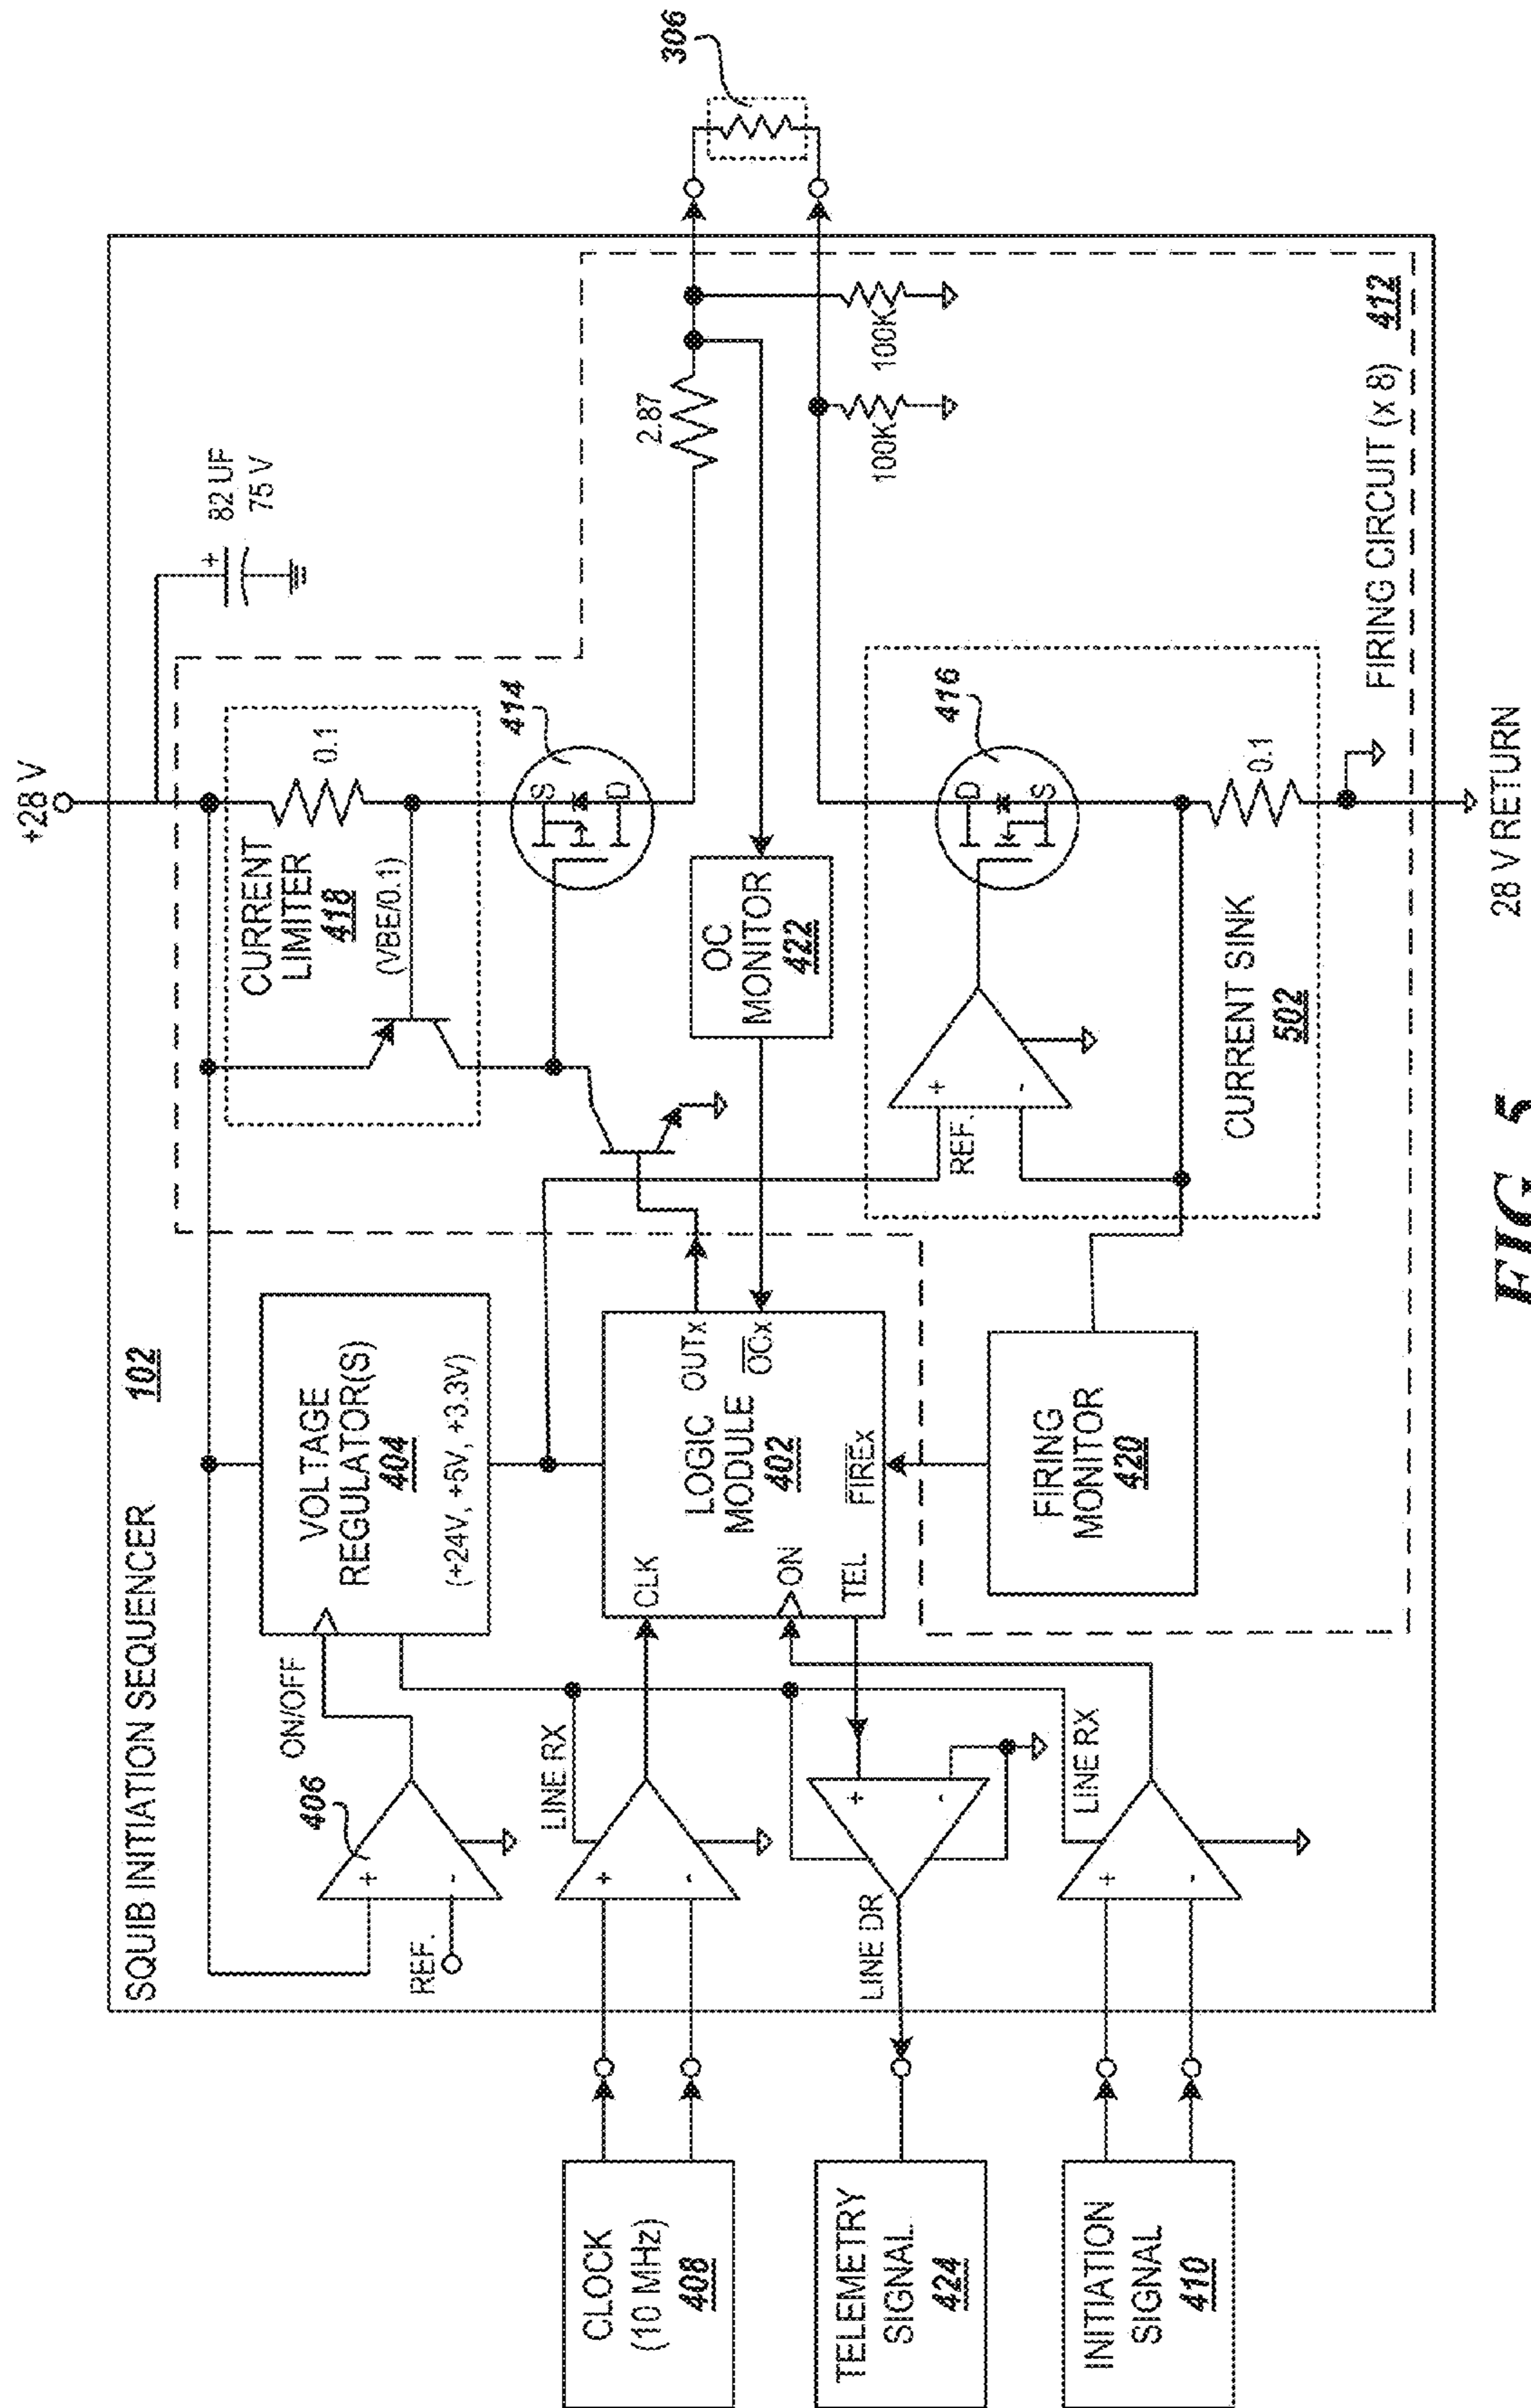 +28 V
SQUIB INITIATION SEQUENCER
102
82 UF
75 V
+
CURRENT
LIMITER
418
0.1
(VBE/0.1)
VOLTAGE
REGULATOR(S)
404
(+24V, +5V, +3.3V)
ON/OFF
406
+
-
REF.
414
S
D
2.87
306
CLOCK
(10 MHz)
408
+
-
LINE RX
CLK
LOGIC
MODULE
402
OUTx
OCx
ON
TEL
FIREx
OC
MONITOR
422
100K
100K
TELEMETRY
SIGNAL
424
LINE DR
+
-
REF.
+
-
416
D
S
0.1
CURRENT SINK
502
FIRING
MONITOR
420
INITIATION
SIGNAL
410
+
-
LINE RX
FIRING CIRCUIT (x 8)
412
28 V RETURN
FIG. 5